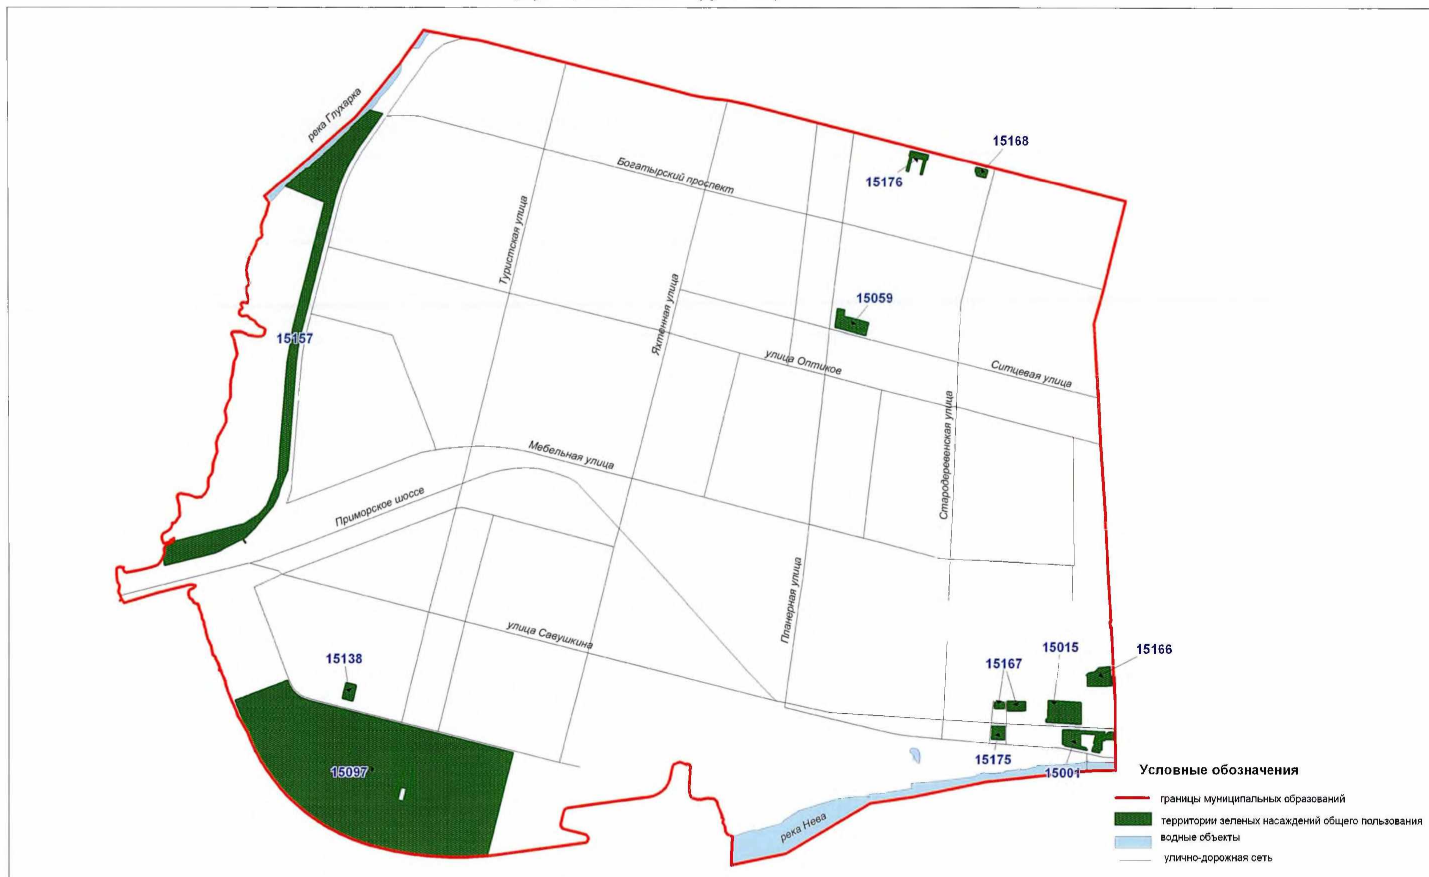 река Глухарка
15168
15176
Богатырский проспект
Туристская улица
Яхтенная улица
15059
15157
улица Оптиков
Ситцевая улица
Стародеревенская улица
Мебельная улица
Приморское шоссе
Планерная улица
улица Савушкина
15138
15167
15015
15166
15097
15175
15001
река Нева
Условные обозначения
границы муниципальных образований
территории зеленых насаждений общего пользования
водные объекты
улично-дорожная сеть